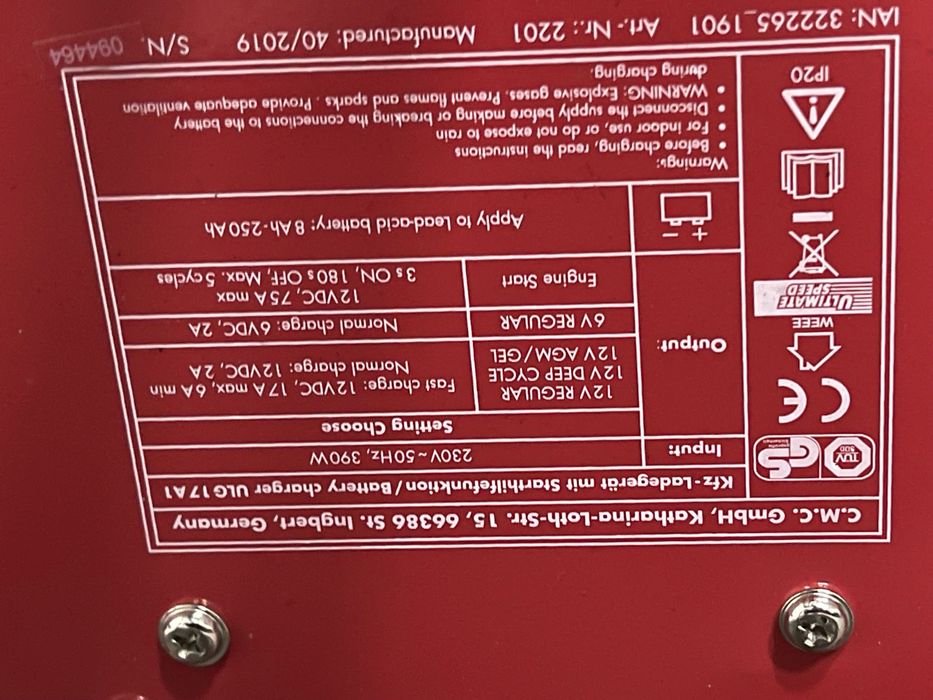 C.M.C. GmbH, Katharina-Loth-Str. 15, 66386 St. Ingbert, Germany
Kfz-Ladegerät mit Starthilfefunktion / Battery charger ULG 17 A1
Input: 230V~50Hz, 390W
Setting Choose
Output:
12V REGULAR
12V DEEP CYCLE
12V AGM/GEL
Fast charge: 12VDC, 17A max, 6A min
Normal charge: 12VDC, 2A
6V REGULAR
Normal charge: 6VDC, 2A
Engine Start
12VDC, 75A max
3s ON, 180s OFF, Max. 5cycles
+ −
Apply to Lead-acid battery: 8Ah-250Ah
Warnings:
• Before charging, read the instructions
• For indoor use, or do not expose to rain
• Disconnect the supply before making or breaking the connections to the battery
• WARNING: Explosive gases. Prevent flames and sparks . Provide adequate ventilation
during charging.
TÜV
SÜD
GS
CE
WEEE
ULTIMATE
SPEED
IP20
IAN: 322265_1901 Art.-Nr.: 2201 Manufactured: 40/2019 S/N. 094464